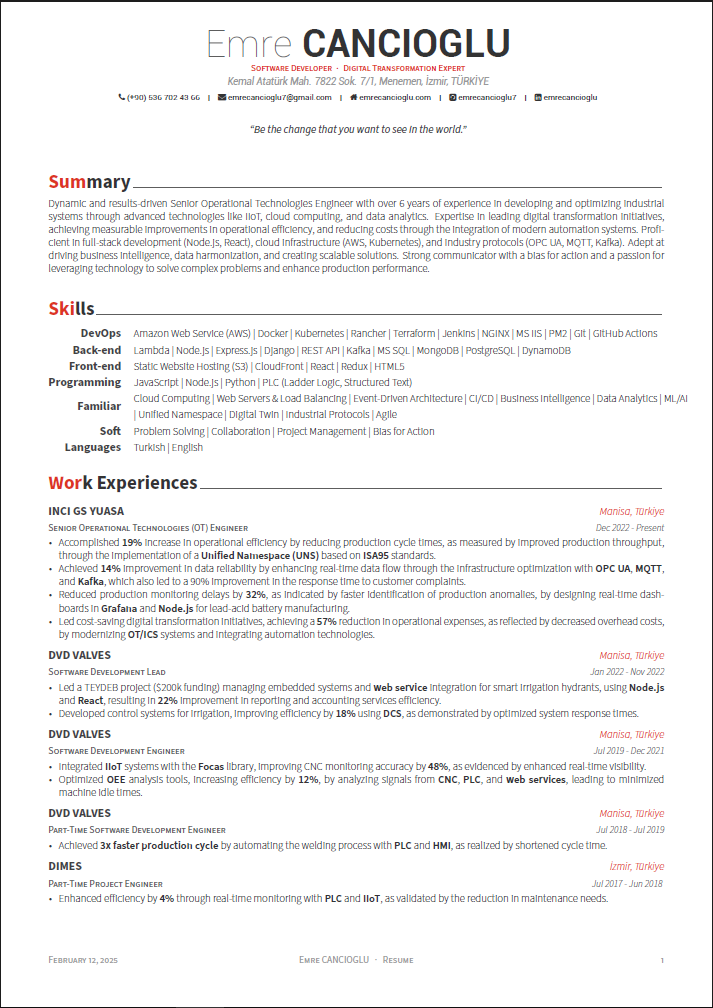 Emre CANCIOGLU
Software Developer · Digital Transformation Expert
Kemal Atatürk Mah. 7822 Sok. 7/1, Menemen, İzmir, TÜRKİYE
(+90) 536 702 43 66 | emrecancioglu7@gmail.com | emrecancioglu.com | emrecancioglu7 | emrecancioglu
“Be the change that you want to see in the world.”
Summary
Dynamic and results-driven Senior Operational Technologies Engineer with over 6 years of experience in developing and optimizing industrial
systems through advanced technologies like IIoT, cloud computing, and data analytics. Expertise in leading digital transformation initiatives,
achieving measurable improvements in operational efficiency, and reducing costs through the integration of modern automation systems. Profi-
cient in full-stack development (Node.js, React), cloud infrastructure (AWS, Kubernetes), and industry protocols (OPC UA, MQTT, Kafka). Adept at
driving business intelligence, data harmonization, and creating scalable solutions. Strong communicator with a bias for action and a passion for
leveraging technology to solve complex problems and enhance production performance.
Skills
DevOps Amazon Web Service (AWS) | Docker | Kubernetes | Rancher | Terraform | Jenkins | NGINX | MS IIS | PM2 | Git | GitHub Actions
Back-end Lambda | Node.js | Express.js | Django | REST API | Kafka | MS SQL | MongoDB | PostgreSQL | DynamoDB
Front-end Static Website Hosting (S3) | CloudFront | React | Redux | HTML5
Programming JavaScript | Node.js | Python | PLC (Ladder Logic, Structured Text)
Familiar Cloud Computing | Web Servers & Load Balancing | Event-Driven Architecture | CI/CD | Business Intelligence | Data Analytics | ML/AI
| Unified Namespace | Digital Twin | Industrial Protocols | Agile
Soft Problem Solving | Collaboration | Project Management | Bias for Action
Languages Turkish | English
Work Experiences
INCI GS YUASA Manisa, Türkiye
Senior Operational Technologies (OT) Engineer Dec 2022 - Present
• Accomplished 19% increase in operational efficiency by reducing production cycle times, as measured by improved production throughput,
through the implementation of a Unified Namespace (UNS) based on ISA95 standards.
• Achieved 14% improvement in data reliability by enhancing real-time data flow through the infrastructure optimization with OPC UA, MQTT,
and Kafka, which also led to a 90% improvement in the response time to customer complaints.
• Reduced production monitoring delays by 32%, as indicated by faster identification of production anomalies, by designing real-time dash-
boards in Grafana and Node.js for lead-acid battery manufacturing.
• Led cost-saving digital transformation initiatives, achieving a 57% reduction in operational expenses, as reflected by decreased overhead costs,
by modernizing OT/ICS systems and integrating automation technologies.
DVD VALVES Manisa, Türkiye
Software Development Lead Jan 2022 - Nov 2022
• Led a TEYDEB project ($200k funding) managing embedded systems and web service integration for smart irrigation hydrants, using Node.js
and React, resulting in 22% improvement in reporting and accounting services efficiency.
• Developed control systems for irrigation, improving efficiency by 18% using DCS, as demonstrated by optimized system response times.
DVD VALVES Manisa, Türkiye
Software Development Engineer Jul 2019 - Dec 2021
• Integrated IIoT systems with the Focas library, improving CNC monitoring accuracy by 48%, as evidenced by enhanced real-time visibility.
• Optimized OEE analysis tools, increasing efficiency by 12%, by analyzing signals from CNC, PLC, and web services, leading to minimized
machine idle times.
DVD VALVES Manisa, Türkiye
Part-Time Software Development Engineer Jul 2018 - Jul 2019
• Achieved 3x faster production cycle by automating the welding process with PLC and HMI, as realized by shortened cycle time.
DIMES İzmir, Türkiye
Part-Time Project Engineer Jul 2017 - Jun 2018
• Enhanced efficiency by 4% through real-time monitoring with PLC and IIoT, as validated by the reduction in maintenance needs.
February 12, 2025 Emre CANCIOGLU · Resume 1